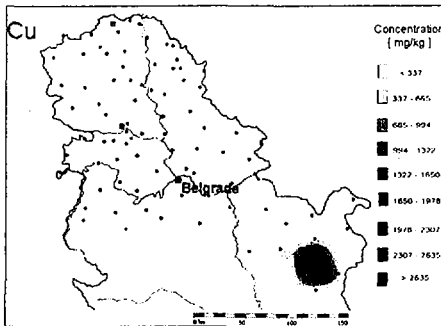 Cu
Concentration
[ mg/kg ]
< 337
337 - 665
665 - 994
994 - 1322
1322 - 1650
1650 - 1978
1978 - 2307
2307 - 2635
> 2635
Belgrade
50
100
150